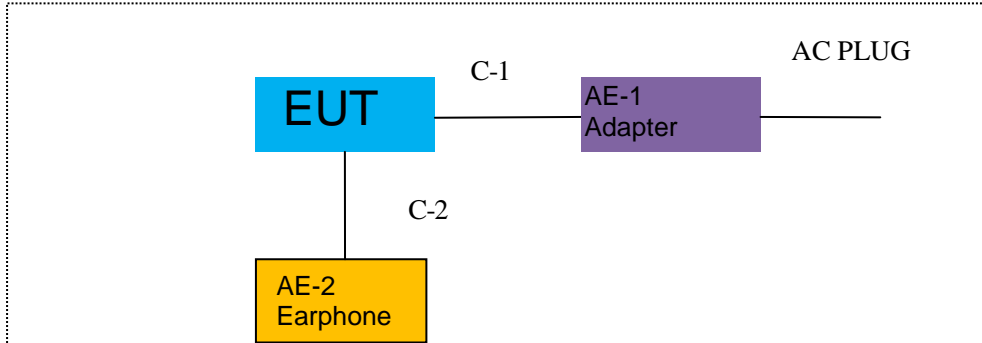 AC PLUG
C-1
EUT
AE-1
Adapter
C-2
AE-2
Earphone